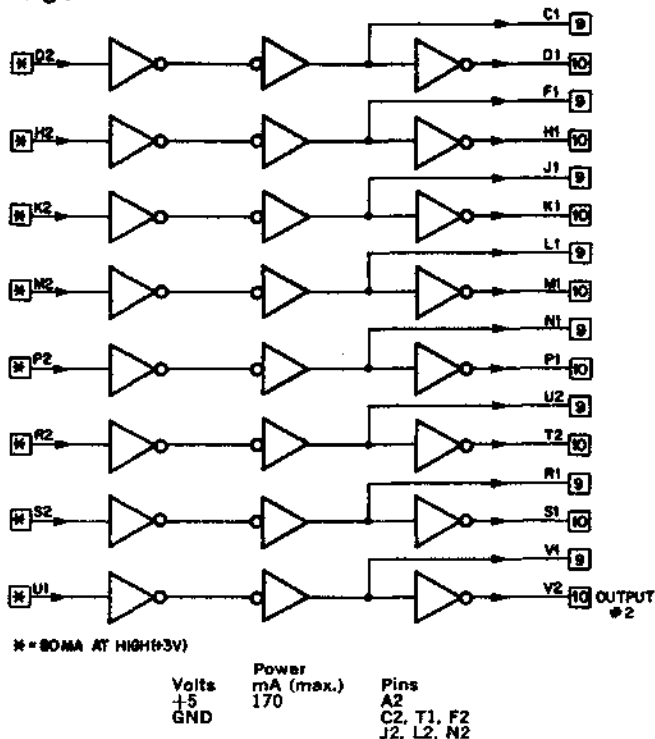 C1
9
* D2
D1
10
F1
9
* H2
H1
10
J1
9
* K2
K1
10
L1
9
* M2
M1
10
N1
9
* P2
P1
10
U2
9
* R2
T2
10
R1
9
* S2
S1
10
V1
9
* U1
V2
10 OUTPUT
#2
* = 80MA AT HIGH(+3V)
Power
Volts mA (max.) Pins
+5 170 A2
GND C2, T1, F2
J2, L2, N2